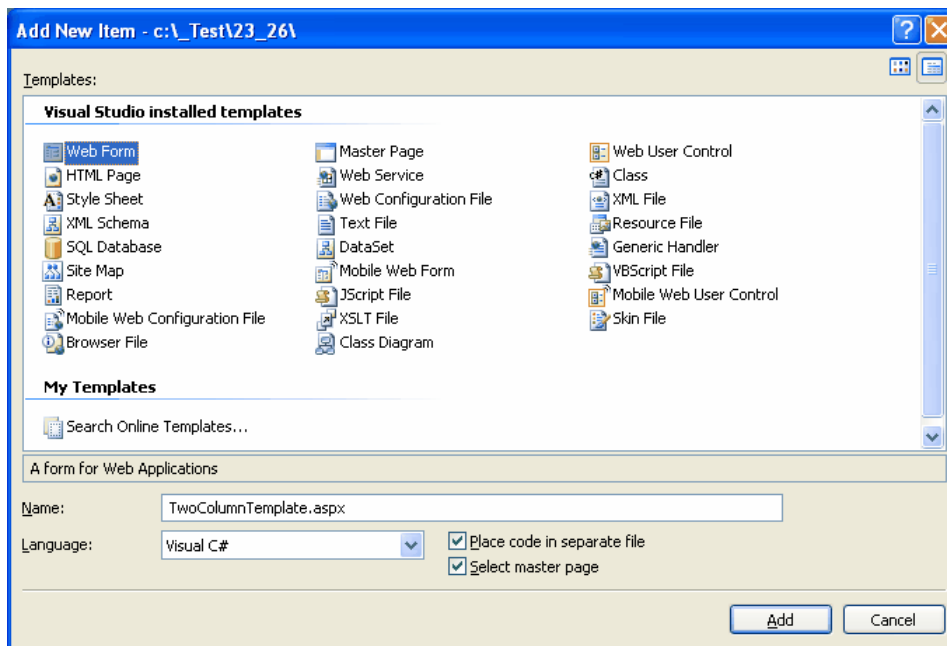 Add New Item - c:\_Test\23_26\
Templates:
Visual Studio installed templates
Web Form Master Page Web User Control
HTML Page Web Service Class
Style Sheet Web Configuration File XML File
XML Schema Text File Resource File
SQL Database DataSet Generic Handler
Site Map Mobile Web Form VBScript File
Report JScript File Mobile Web User Control
Mobile Web Configuration File XSLT File Skin File
Browser File Class Diagram
My Templates
Search Online Templates...
A form for Web Applications
Name: TwoColumnTemplate.aspx
Language: Visual C# Place code in separate file
Select master page
Add Cancel